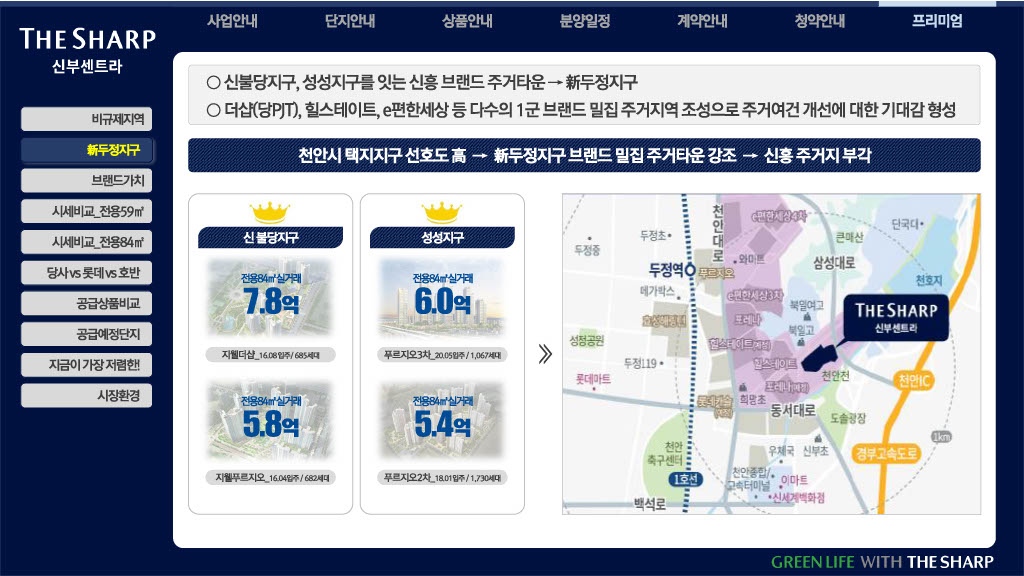 사업안내 단지안내 상품안내 분양일정 계약안내 청약안내 프리미엄
THE SHARP
신부센트라
비규제지역
新두정지구
브랜드가치
시세비교_전용59㎡
시세비교_전용84㎡
당사 vs 롯데 vs 호반
공급상품비교
공급예정단지
지금이 가장 저렴한!
시장환경
○ 신불당지구, 성성지구를 잇는 신흥 브랜드 주거타운 → 新두정지구
○ 더샵(당PJT), 힐스테이트, e편한세상 등 다수의 1군 브랜드 밀집 주거지역 조성으로 주거여건 개선에 대한 기대감 형성
천안시 택지지구 선호도 高 → 新두정지구 브랜드 밀집 주거타운 강조 → 신흥 주거지 부각
신 불당지구
전용84㎡실거래
7.8억
지웰더샵_16.08 입주/ 685세대
전용84㎡실거래
5.8억
지웰푸르지오_16.04입주 / 682세대
성성지구
전용84㎡실거래
6.0억
푸르지오3차_20.05입주 / 1,067세대
전용84㎡실거래
5.4억
푸르지오2차_18.01입주 / 1,730세대
»
천안대로
e편한세상4차
단국대
두정초
두정중
큰매산
와마트
삼성대로
두정역
푸르지오
천호지
테가박스
e편한세상3차
북일여고
THE SHARP
신부센트라
포레나
북일고
성정공원
힐스테이트(예정)
두정119
힐스테이트
천안천
롯데마트
포레나(예정)
천안IC
희망초
동서대로
도솔광장
1km
천안
축구센터
우체국
신부초
경부고속도로
천안종합/
고속터미널
1호선
이마트
신세계백화점
백석로
GREEN LIFE WITH THE SHARP